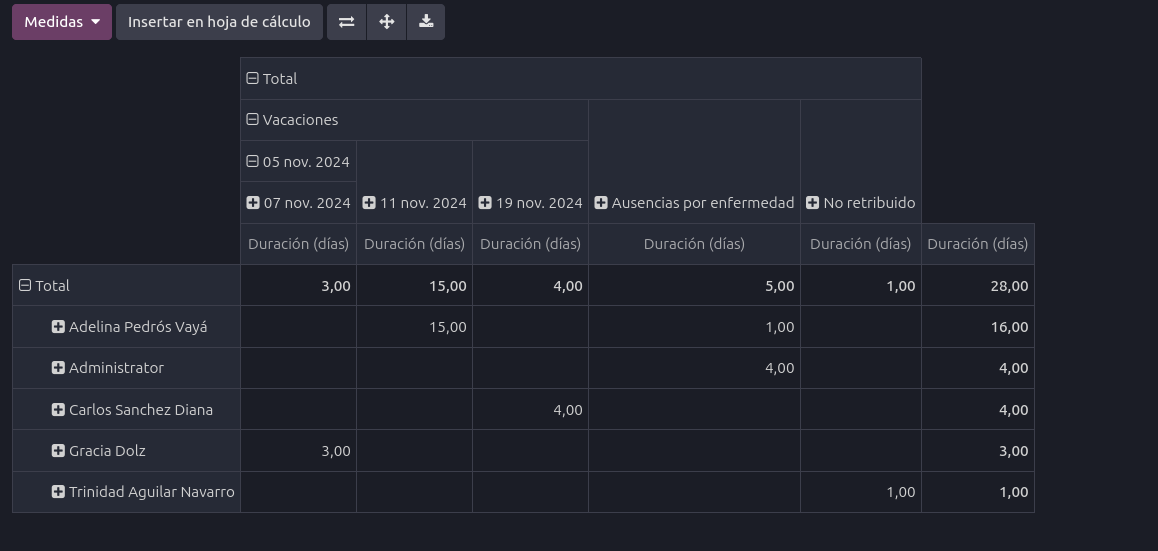 Medidas Insertar en hoja de cálculo
Total
Vacaciones
05 nov. 2024
07 nov. 2024 11 nov. 2024 19 nov. 2024 Ausencias por enfermedad No retribuido
Duración (días) Duración (días) Duración (días) Duración (días) Duración (días) Duración (días)
Total 3,00 15,00 4,00 5,00 1,00 28,00
Adelina Pedrós Vayá 15,00 1,00 16,00
Administrator 4,00 4,00
Carlos Sanchez Diana 4,00 4,00
Gracia Dolz 3,00 3,00
Trinidad Aguilar Navarro 1,00 1,00